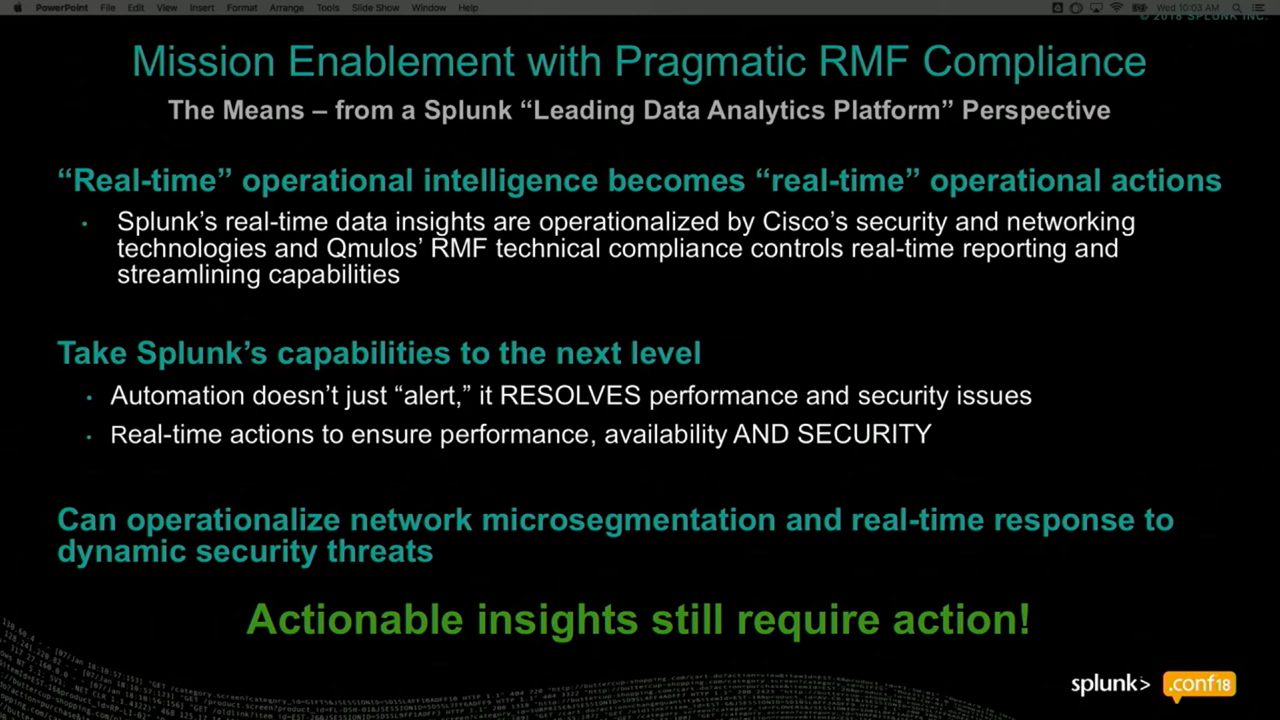 PowerPoint File Edit View Insert Format Arrange Tools Slide Show Window Help Wed 10:03 AM
© 2018 SPLUNK INC.
Mission Enablement with Pragmatic RMF Compliance
The Means – from a Splunk “Leading Data Analytics Platform” Perspective
“Real-time” operational intelligence becomes “real-time” operational actions
• Splunk’s real-time data insights are operationalized by Cisco’s security and networking
technologies and Qmulos’ RMF technical compliance controls real-time reporting and
streamlining capabilities
Take Splunk’s capabilities to the next level
• Automation doesn’t just “alert,” it RESOLVES performance and security issues
• Real-time actions to ensure performance, availability AND SECURITY
Can operationalize network microsegmentation and real-time response to
dynamic security threats
Actionable insights still require action!
splunk> .conf18